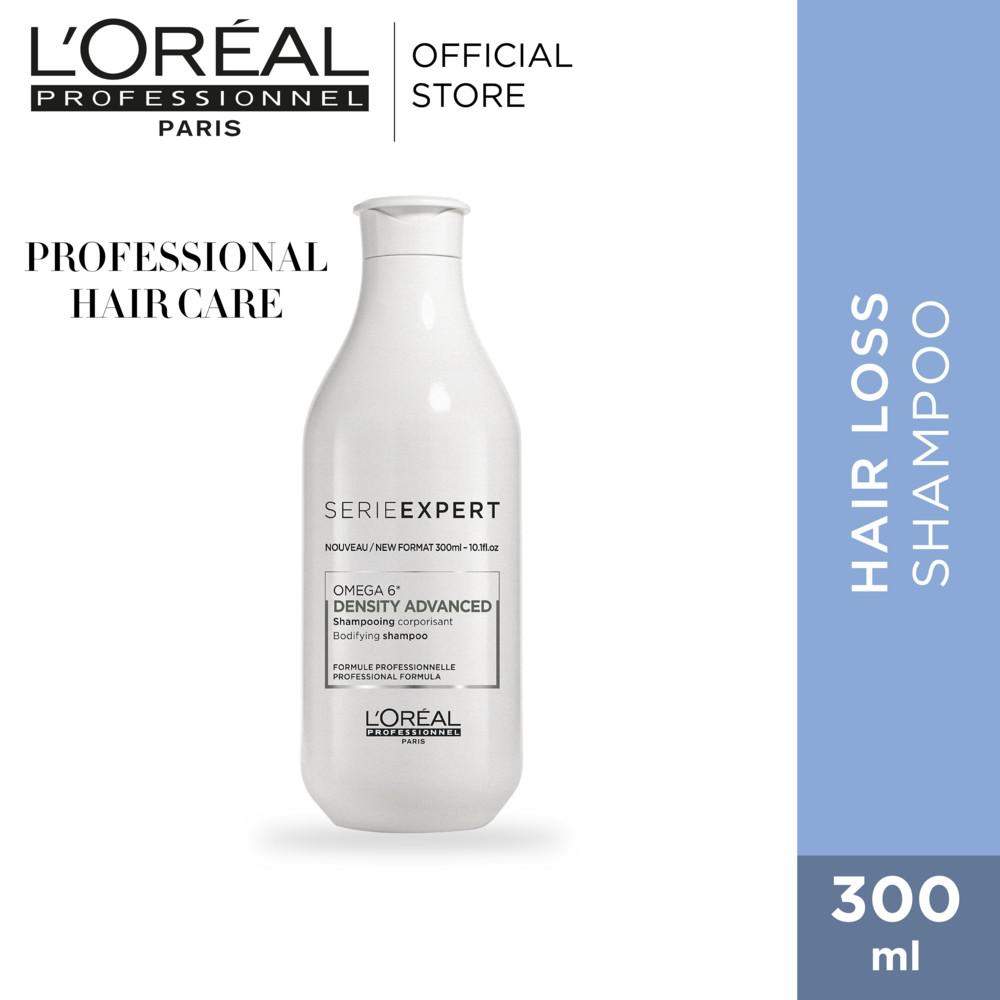 L'ORÉAL
PROFESSIONNEL
PARIS
OFFICIAL
STORE
PROFESSIONAL
HAIR CARE
SERIEEXPERT
NOUVEAU / NEW FORMAT 300ml - 10.1fl.oz
OMEGA 6*
DENSITY ADVANCED
Shampooing corporisant
Bodifying shampoo
FORMULE PROFESSIONNELLE
PROFESSIONAL FORMULA
L'ORÉAL
PROFESSIONNEL
PARIS
HAIR LOSS
SHAMPOO
300
ml